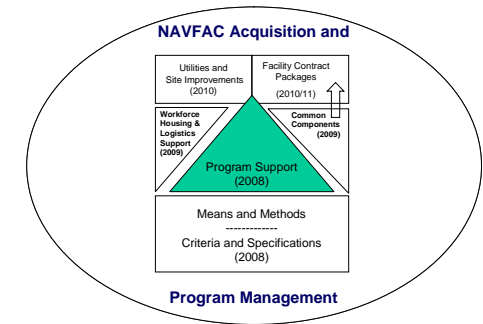 NAVFAC Acquisition and
Utilities and
Site Improvements
(2010)
Facility Contract
Packages
(2010/11)
Workforce
Housing &
Logistics
Support
(2009)
Common
Components
(2009)
Program Support
(2008)
Means and Methods
-------------
Criteria and Specifications
(2008)
Program Management